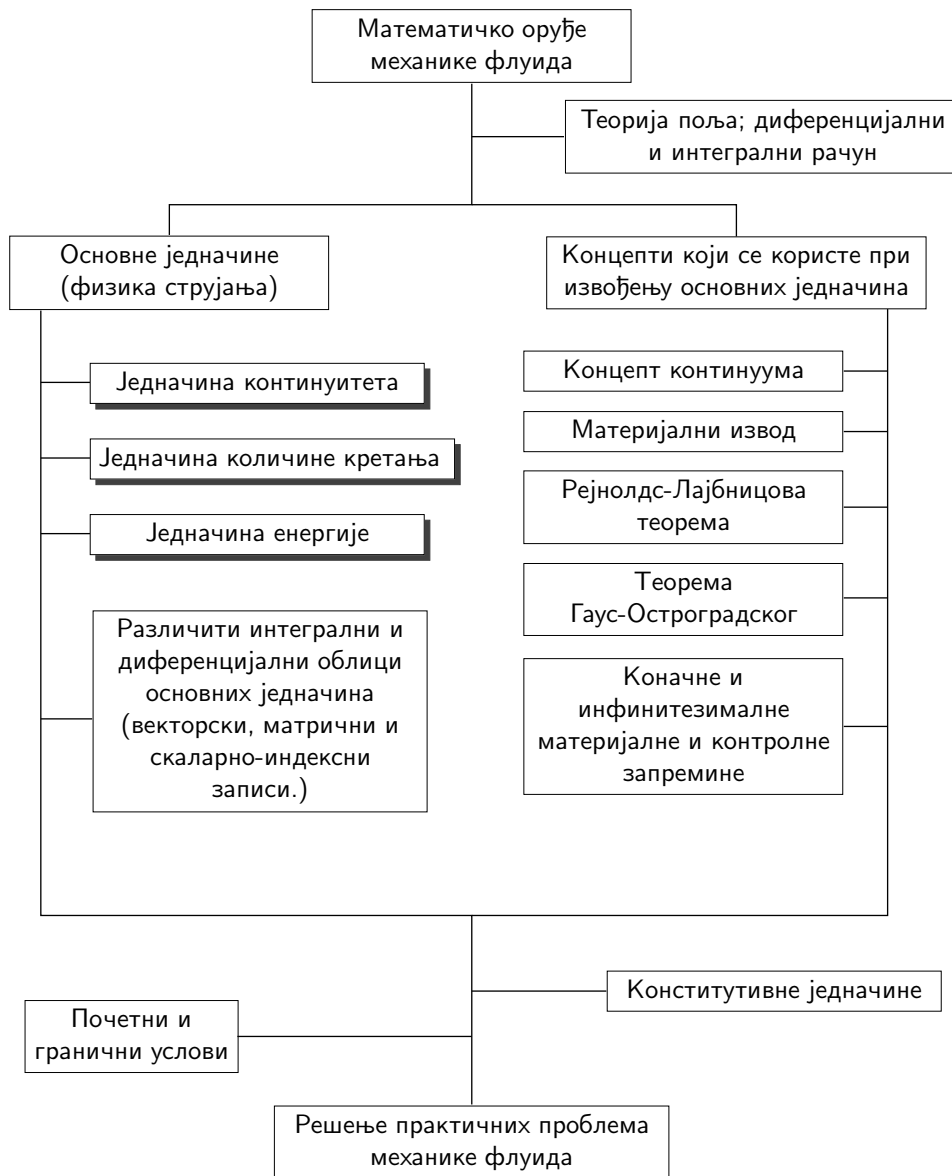 Математичко оруђе
механике флуида
Теорија поља; диференцијални
и интегрални рачун
Основне једначине
(физика струјања)
Једначина континуитета
Једначина количине кретања
Једначина енергије
Различити интегрални и
диференцијални облици
основних једначина
(векторски, матрични и
скаларно-индексни
записи.)
Концепти који се користе при
извођењу основних једначина
Концепт континуума
Материјални извод
Рејнолдс-Лајбницова
теорема
Теорема
Гаус-Остроградског
Коначне и
инфинитезималне
материјалне и контролне
запремине
Конститутивне једначине
Почетни и
гранични услови
Решење практичних проблема
механике флуида